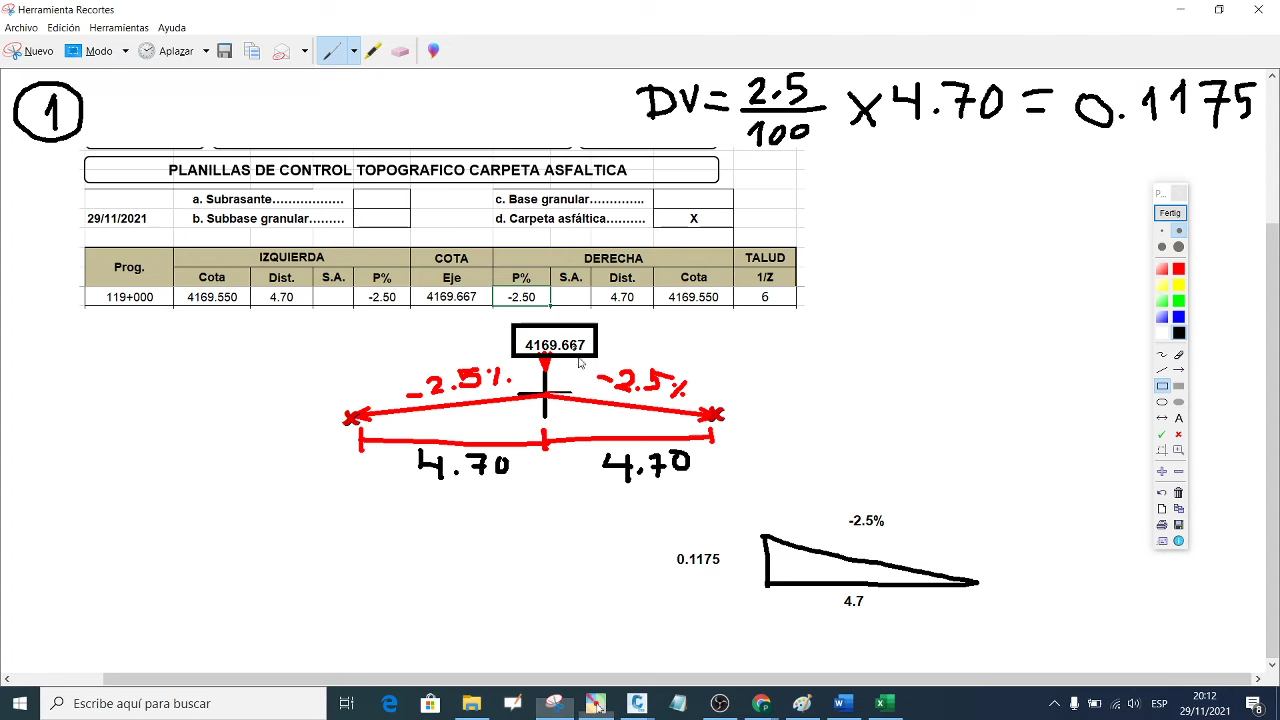 Herramienta Recortes
Archivo Edición Herramientas Ayuda
Nuevo Modo Aplazar
1
DV= 2.5/100 X 4.70 = 0.1175
PLANILLAS DE CONTROL TOPOGRAFICO CARPETA ASFALTICA
a. Subrasante.................. c. Base granular..............
29/11/2021 b. Subbase granular......... d. Carpeta asfáltica.......... X
Prog. IZQUIERDA COTA DERECHA TALUD
Cota Dist. S.A. P% Eje P% S.A. Dist. Cota 1/Z
119+000 4169.550 4.70 -2.50 4169.667 -2.50 4.70 4169.550 6
4169.667
-2.5% -2.5%
4.70 4.70
-2.5%
0.1175
4.7
P...
Fertig
A
Escribe aquí para buscar
ESP
20:12
29/11/2021
8